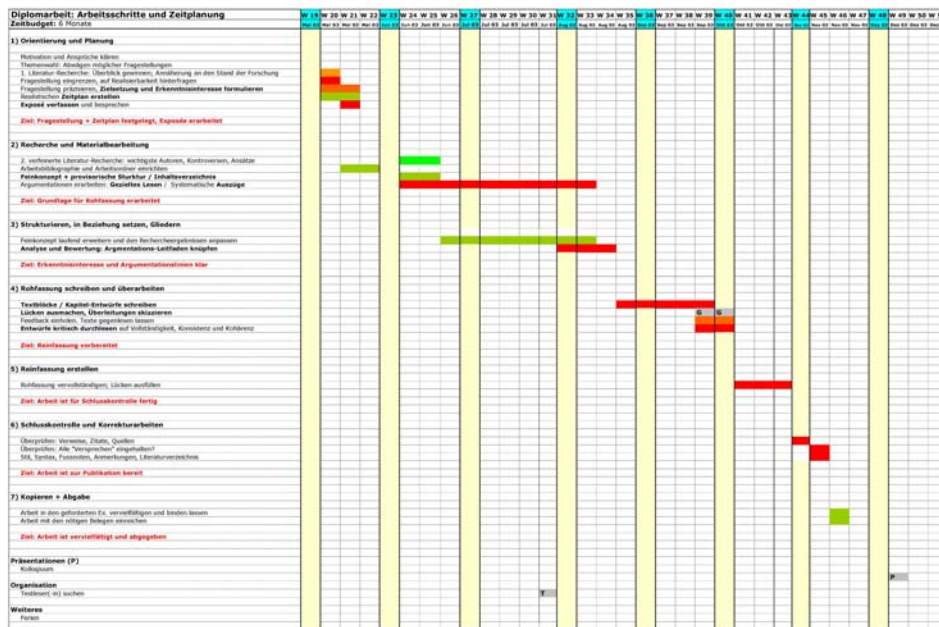 Diplomarbeit: Arbeitsschritte und Zeitplanung W 19 W 20 W 21 W 22 W 23 W 24 W 25 W 26 W 27 W 28 W 29 W 30 W 31 W 32 W 33 W 34 W 35 W 36 W 37 W 38 W 39 W 40 W 41 W 42 W 43 W 44 W 45 W 46 W 47 W 48 W 49 W 50 W 5
Zeitbudget: 6 Monate
1) Orientierung und Planung
Motivation und Ansprüche klären
Themenwahl: Abwägen möglicher Fragestellungen
1. Literatur-Recherche: Überblick gewinnen; Annäherung an den Stand der Forschung
Fragestellung eingrenzen, auf Realisierbarkeit hinterfragen
Fragestellung präzisieren, Zielsetzung und Erkenntnisinteresse formulieren
Realistischen Zeitplan erstellen
Exposé verfassen und besprechen
Ziel: Fragestellung + Zeitplan festgelegt, Exposée erarbeitet
2) Recherche und Materialbearbeitung
2. verfeinerte Literatur-Recherche: wichtigste Autoren, Kontroversen, Ansätze
Arbeitsbibliographie und Arbeitsordner einrichten
Feinkonzept + provisorische Sturktur / Inhaltsverzeichnis
Argumentationen erarbeiten: Gezieltes Lesen / Systematische Auszüge
Ziel: Grundlage für Rohfassung erarbeitet
3) Strukturieren, in Beziehung setzen, Gliedern
Feinkonzept laufend erweitern und den Rechercheergebnissen anpassen
Analyse und Bewertung: Argmentations-Leitfaden knüpfen
Ziel: Erkenntnisinteresse und Argumentationslinien klar
4) Rohfassung schreiben und überarbeiten
Textblöcke / Kapitel-Entwürfe schreiben
Lücken ausmachen, Überleitungen skizzieren G G
Feedback einholen, Texte gegenlesen lassen
Entwürfe kritisch durchlesen auf Vollständigkeit, Konsistenz und Kohärenz
Ziel: Reinfassung vorbereitet
5) Reinfassung erstellen
Rohfassung vervollständigen; Lücken ausfüllen
Ziel: Arbeit ist für Schlusskontrolle fertig
6) Schlusskontrolle und Korrekturarbeiten
Überprüfen: Verweise, Zitate, Quellen
Überprüfen: Alle "Versprechen" eingehalten?
Stil, Syntax, Fussnoten, Anmerkungen, Literaturverzeichnis
Ziel: Arbeit ist zur Publikation bereit
7) Kopieren + Abgabe
Arbeit in den geforderten Ex. vervielfältigen und binden lassen
Arbeit mit den nötigen Belegen einreichen
Ziel: Arbeit ist vervielfältigt und abgegeben
Präsentationen (P)
Kolloquium
P
Organisation
Testleser(-in) suchen T
Weiteres
Ferien